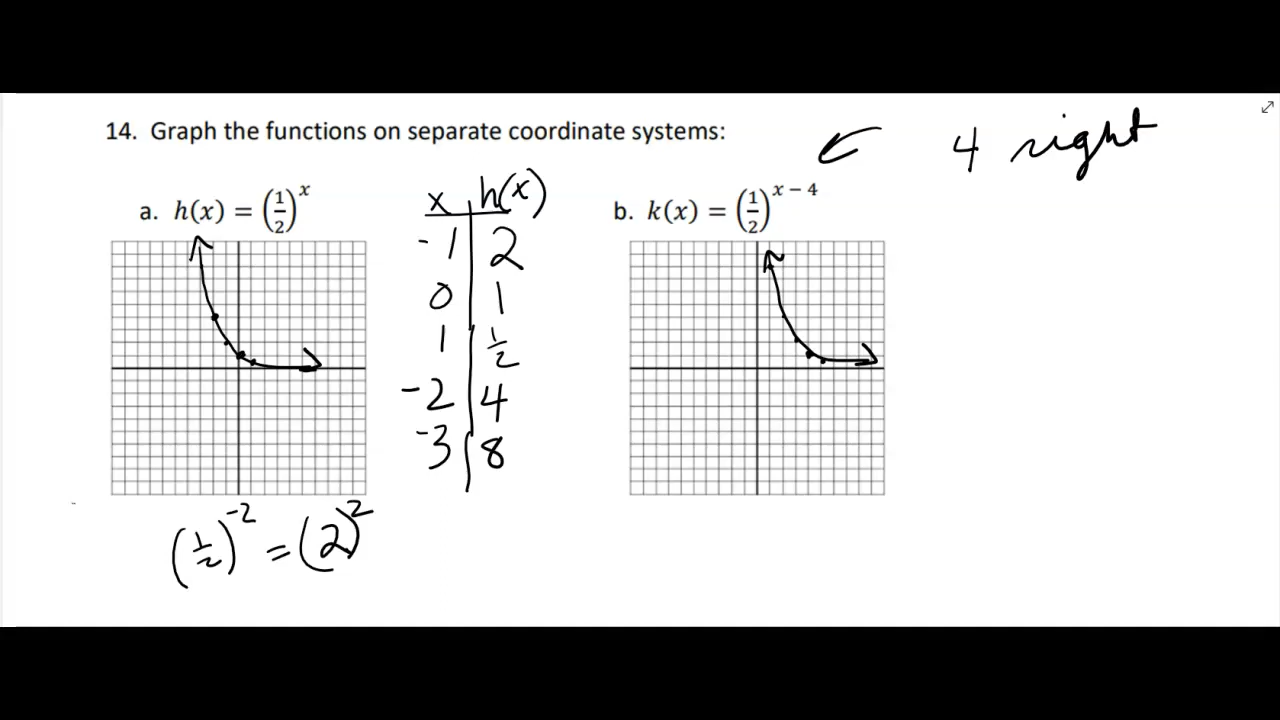 14. Graph the functions on separate coordinate systems:
4 right
a. h(x) = (1/2)^x
x h(x)
-1 2
0 1
1 1/2
-2 4
-3 8
b. k(x) = (1/2)^(x – 4)
(1/2)^-2 = (2)^2